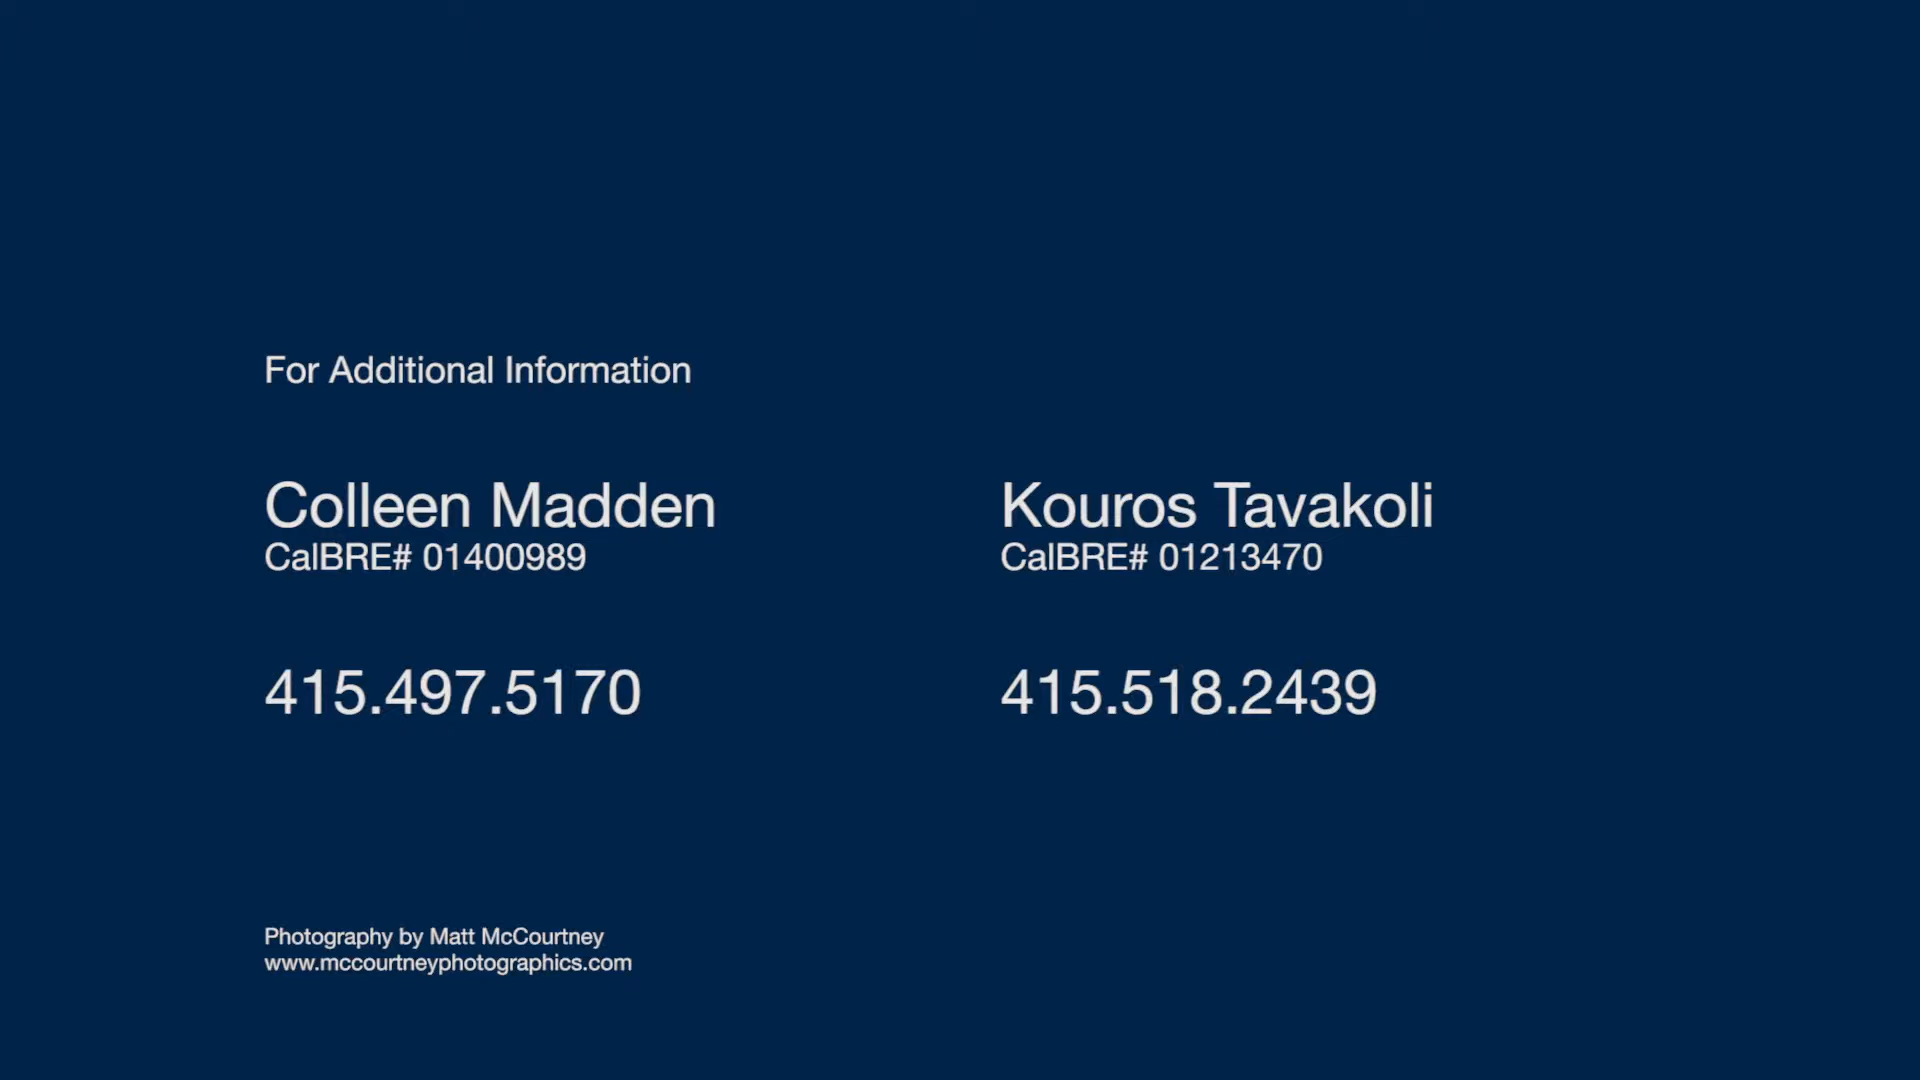 For Additional Information
Colleen Madden
CalBRE# 01400989
415.497.5170
Kouros Tavakoli
CalBRE# 01213470
415.518.2439
Photography by Matt McCourtney
www.mccourtneyphotographics.com